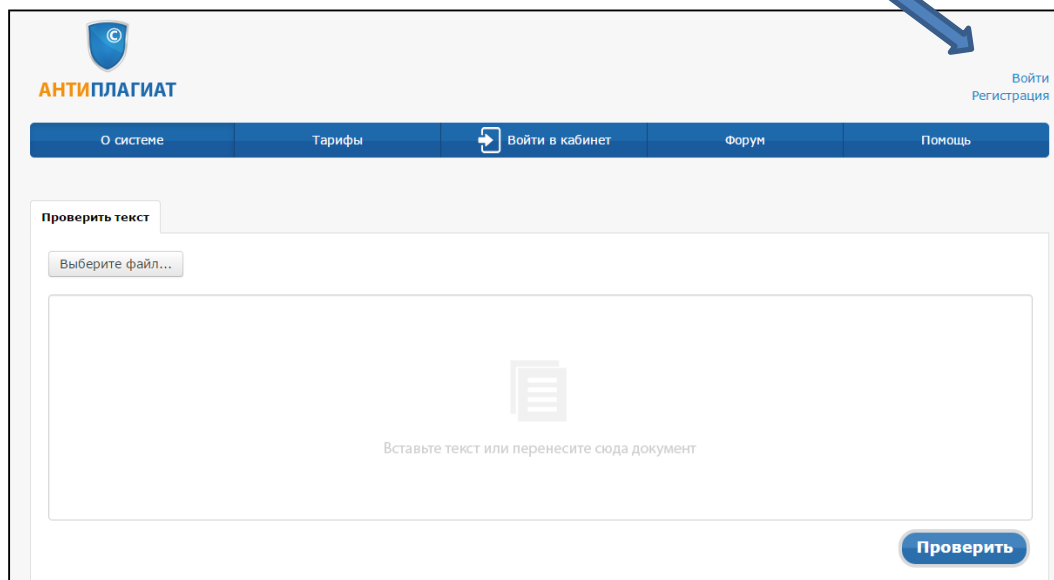 ©
АНТИПЛАГИАТ
Войти
Регистрация
О системе
Тарифы
Войти в кабинет
Форум
Помощь
Проверить текст
Выберите файл...
Вставьте текст или перенесите сюда документ
Проверить